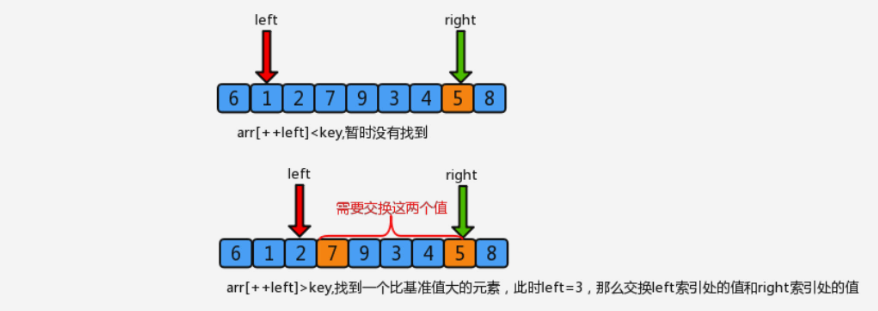 left right
6 1 2 7 9 3 4 5 8
arr[++left]<key,暂时没有找到
left right
需要交换这两个值
6 1 2 7 9 3 4 5 8
arr[++left]>key,找到一个比基准值大的元素，此时left=3，那么交换left索引处的值和right索引处的值